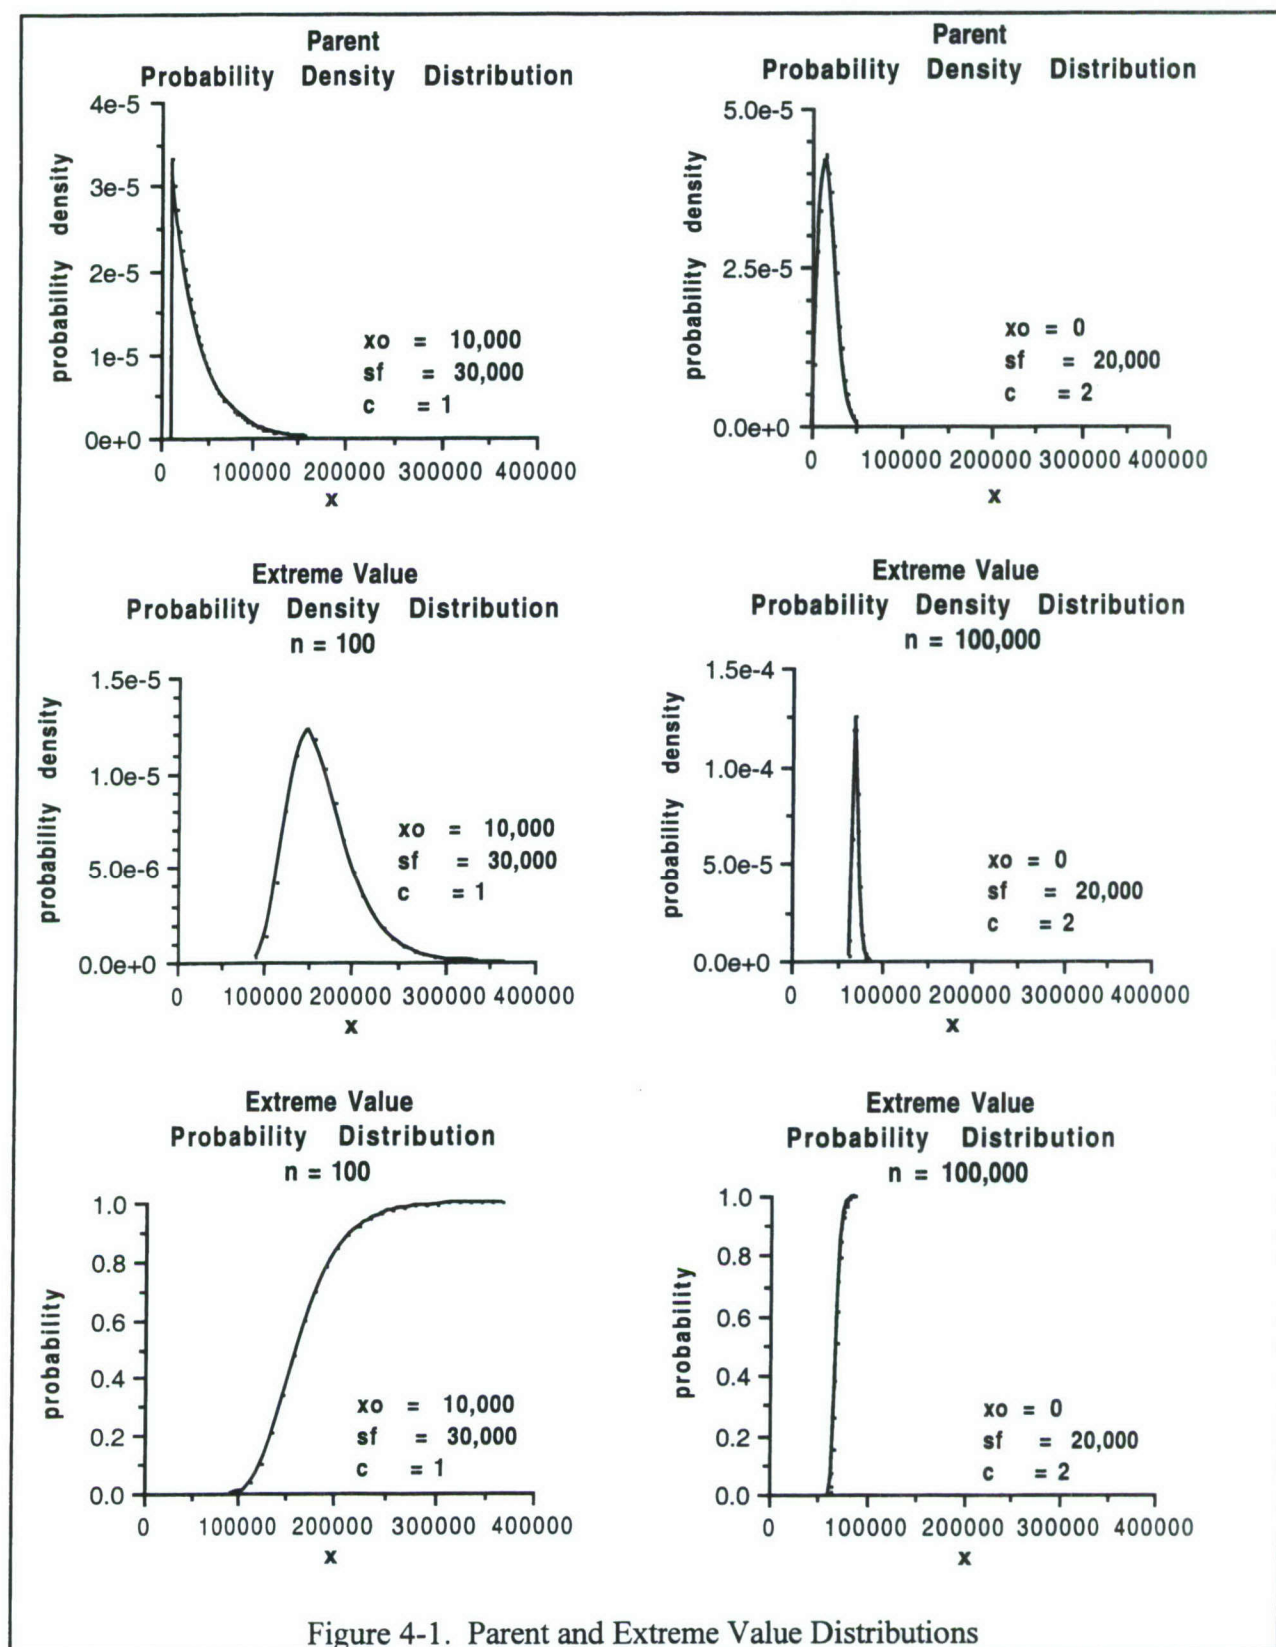 Parent
Probability Density Distribution
4e-5
3e-5
2e-5
1e-5
0e+0
probability density
xo = 10,000
sf = 30,000
c = 1
0 100000 200000 300000 400000
x
Parent
Probability Density Distribution
5.0e-5
2.5e-5
0.0e+0
probability density
xo = 0
sf = 20,000
c = 2
0 100000 200000 300000 400000
x
Extreme Value
Probability Density Distribution
n = 100
1.5e-5
1.0e-5
5.0e-6
0.0e+0
probability density
xo = 10,000
sf = 30,000
c = 1
0 100000 200000 300000 400000
x
Extreme Value
Probability Density Distribution
n = 100,000
1.5e-4
1.0e-4
5.0e-5
0.0e+0
probability density
xo = 0
sf = 20,000
c = 2
0 100000 200000 300000 400000
x
Extreme Value
Probability Distribution
n = 100
1.0
0.8
0.6
0.4
0.2
0.0
probability
xo = 10,000
sf = 30,000
c = 1
0 100000 200000 300000 400000
x
Extreme Value
Probability Distribution
n = 100,000
1.0
0.8
0.6
0.4
0.2
0.0
probability
xo = 0
sf = 20,000
c = 2
0 100000 200000 300000 400000
x
Figure 4-1. Parent and Extreme Value Distributions